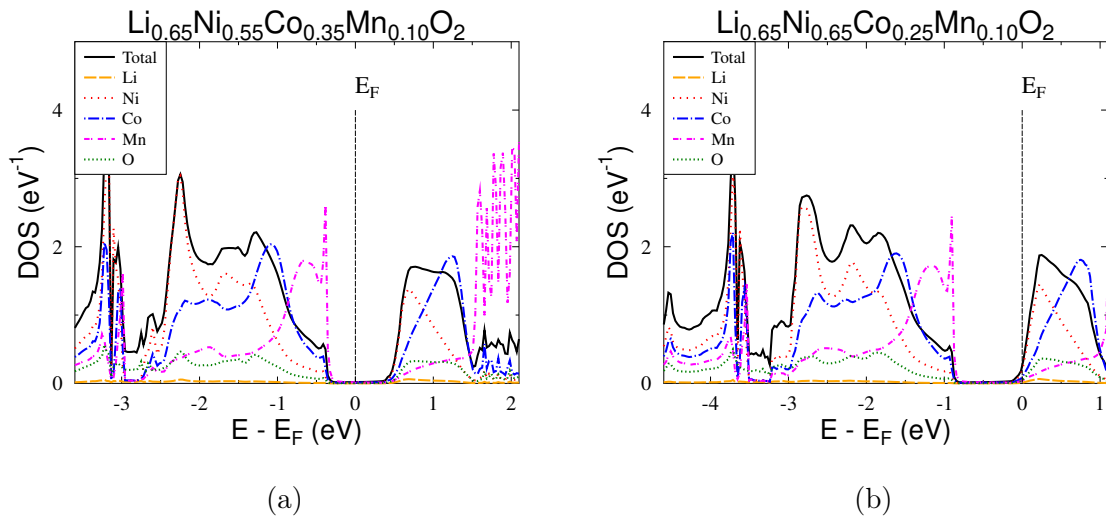 Li0.65Ni0.55Co0.35Mn0.10O2
Total
Li
Ni
Co
Mn
O
EF
4
2
0
DOS (eV-1)
-3 -2 -1 0 1 2
E - EF (eV)
(a)
Li0.65Ni0.65Co0.25Mn0.10O2
Total
Li
Ni
Co
Mn
O
EF
4
2
0
DOS (eV-1)
-4 -3 -2 -1 0 1
E - EF (eV)
(b)